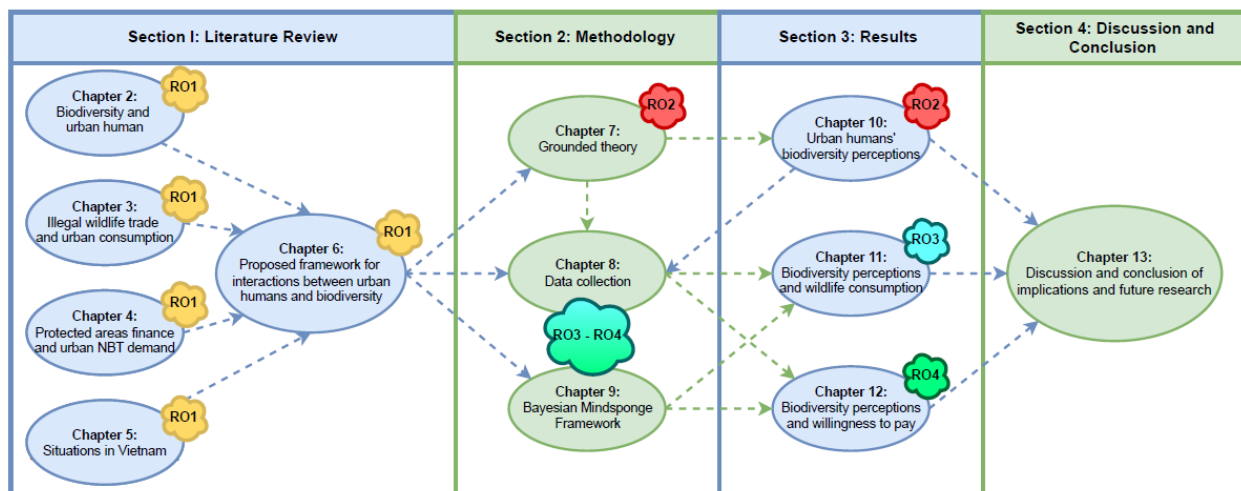 Section I: Literature Review
Section 2: Methodology
Section 3: Results
Section 4: Discussion and
Conclusion
RO1
Chapter 2:
Biodiversity and
urban human
RO1
Chapter 3:
Illegal wildlife trade
and urban consumption
RO1
Chapter 4:
Protected areas finance
and urban NBT demand
RO1
Chapter 5:
Situations in Vietnam
RO1
Chapter 6:
Proposed framework for
interactions between urban
humans and biodiversity
RO2
Chapter 7:
Grounded theory
Chapter 8:
Data collection
RO3 - RO4
Chapter 9:
Bayesian Mindsponge
Framework
RO2
Chapter 10:
Urban humans'
biodiversity perceptions
RO3
Chapter 11:
Biodiversity perceptions
and wildlife consumption
RO4
Chapter 12:
Biodiversity perceptions
and willingness to pay
Chapter 13:
Discussion and conclusion of
implications and future research